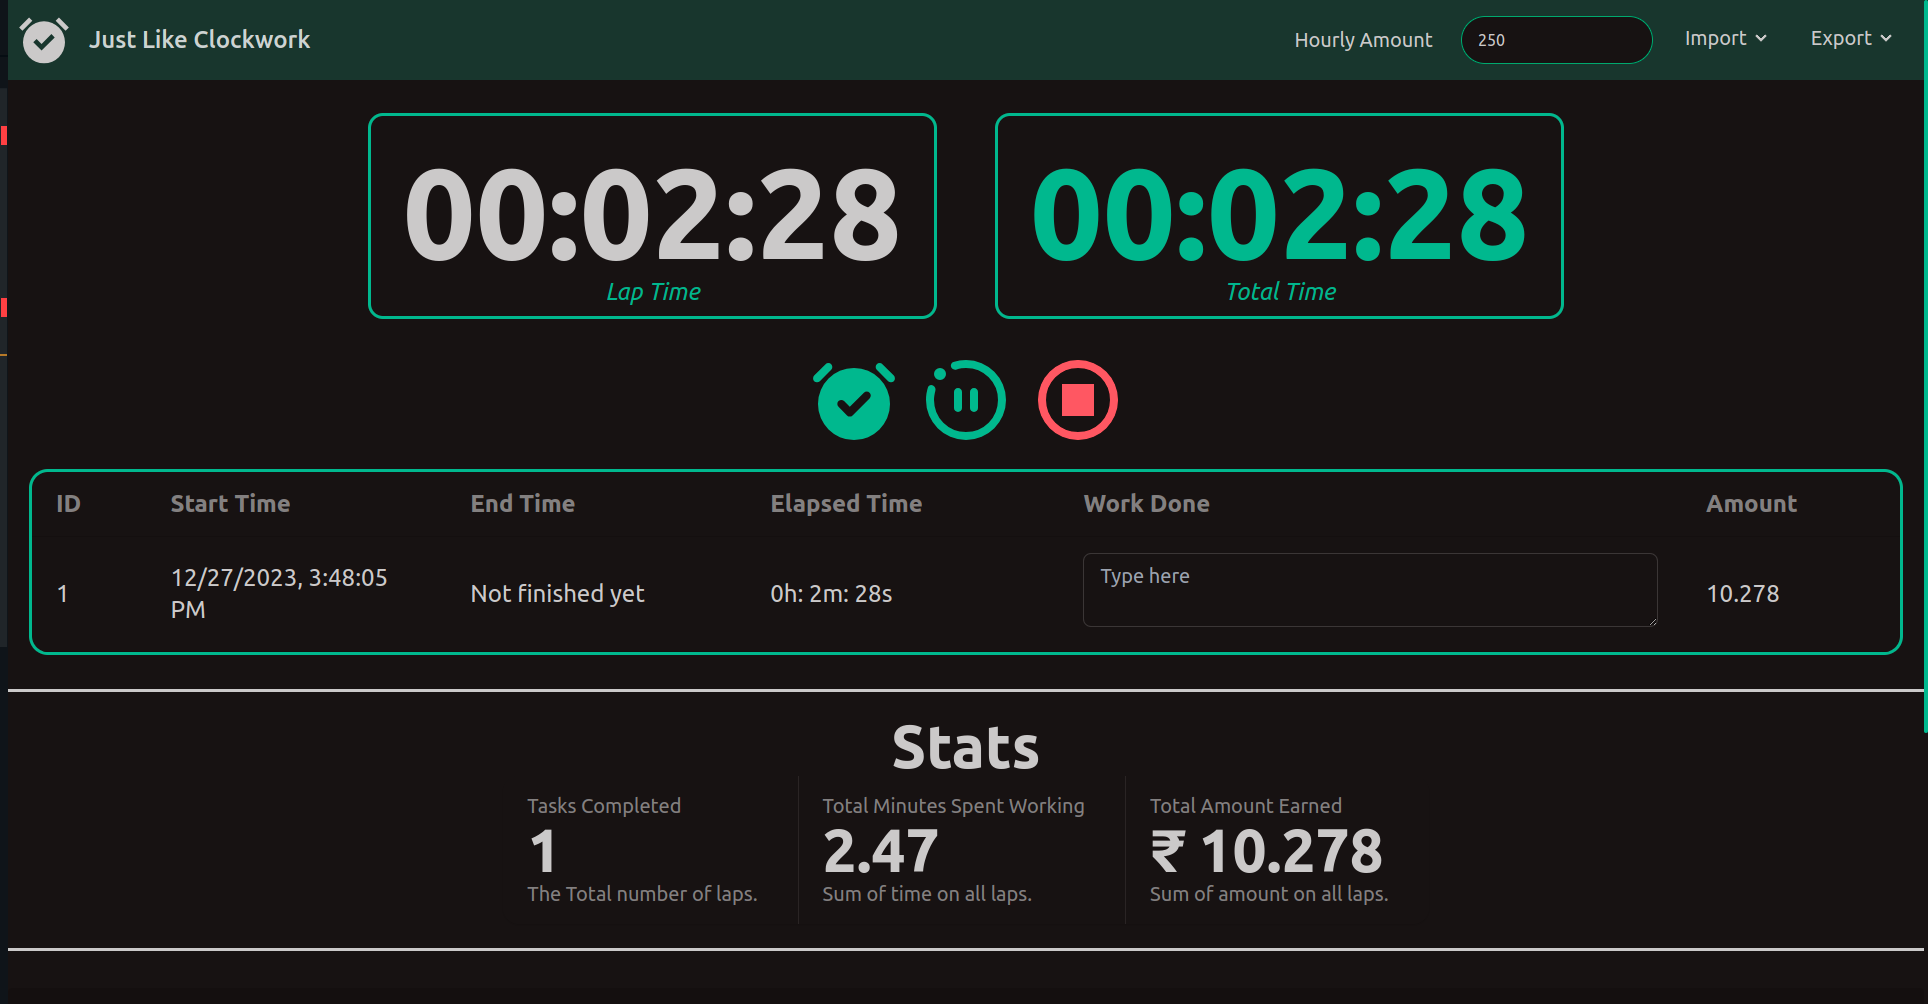 Just Like Clockwork
Hourly Amount
250
Import
Export
00:02:28
Lap Time
00:02:28
Total Time
ID
Start Time
End Time
Elapsed Time
Work Done
Amount
1
12/27/2023, 3:48:05
PM
Not finished yet
0h: 2m: 28s
Type here
10.278
Stats
Tasks Completed
1
The Total number of laps.
Total Minutes Spent Working
2.47
Sum of time on all laps.
Total Amount Earned
₹ 10.278
Sum of amount on all laps.